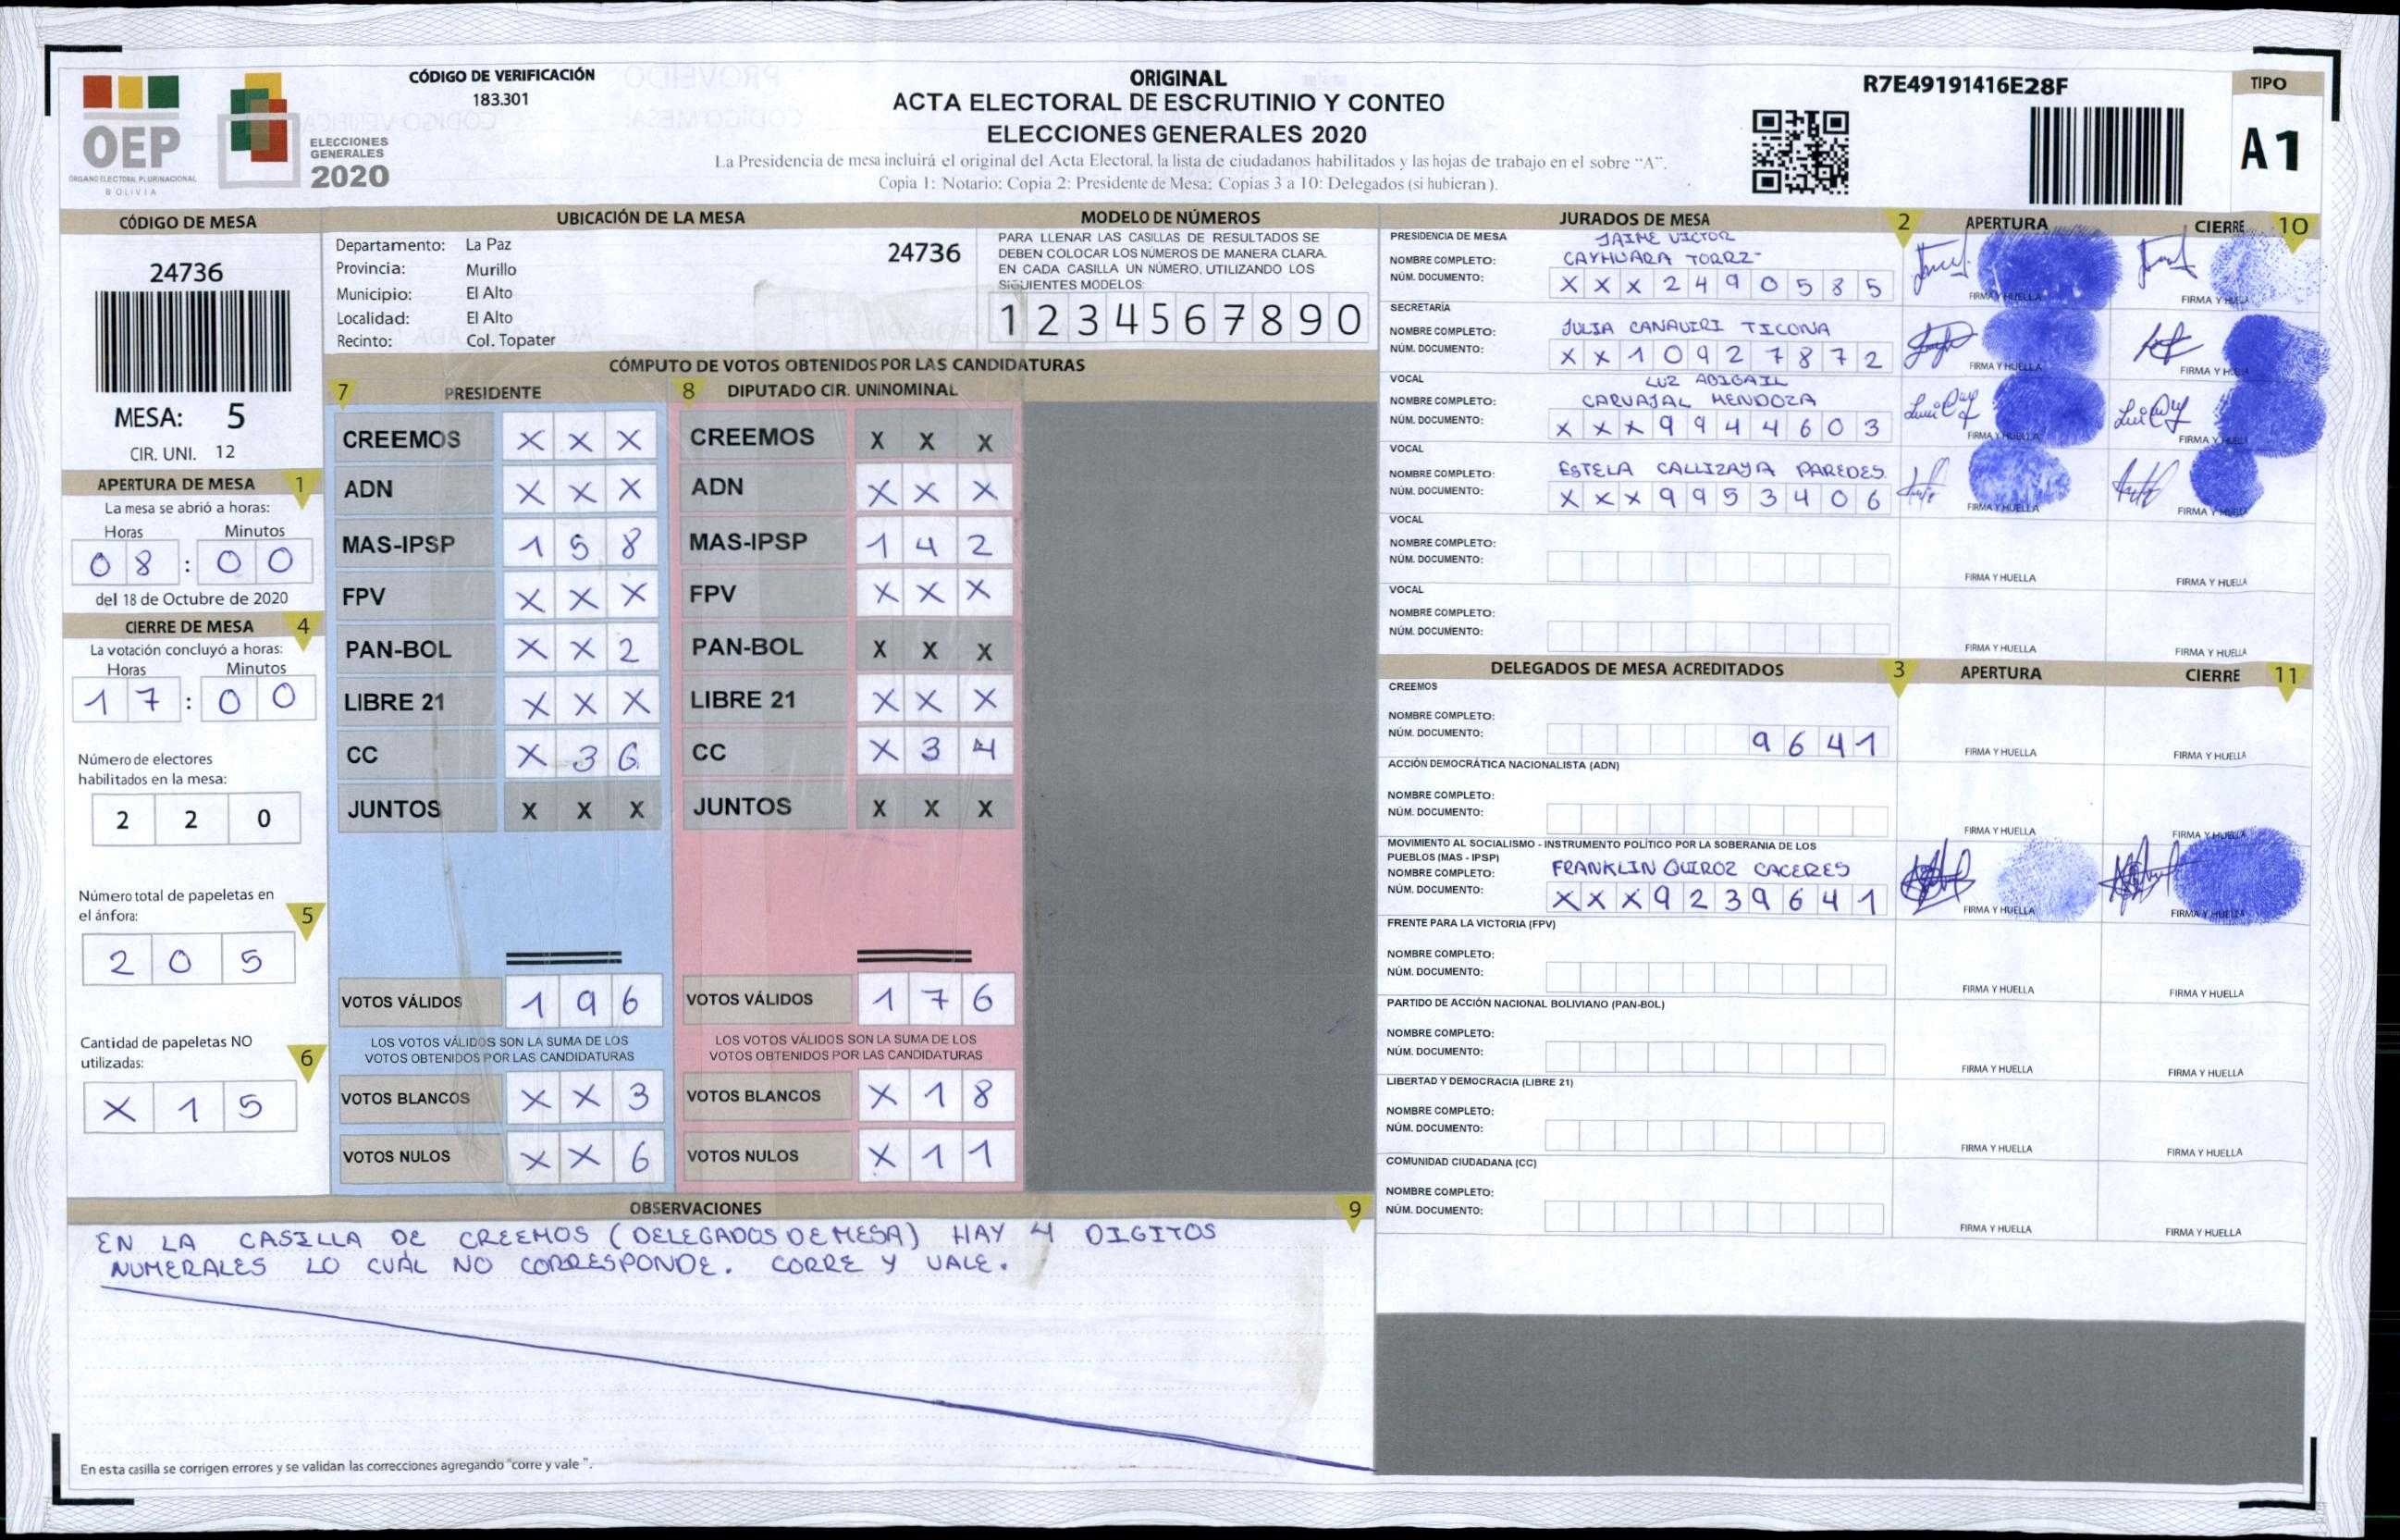 OEP
ÓRGANO ELECTORAL PLURINACIONAL
BOLIVIA
ELECCIONES
GENERALES
2020
CÓDIGO DE VERIFICACIÓN
183.301
ORIGINAL
ACTA ELECTORAL DE ESCRUTINIO Y CONTEO
ELECCIONES GENERALES 2020
La Presidencia de mesa incluirá el original del Acta Electoral, la lista de ciudadanos habilitados y las hojas de trabajo en el sobre "A".
Copia 1: Notario; Copia 2: Presidente de Mesa; Copias 3 a 10: Delegados (si hubieran).
R7E49191416E28F
TIPO
A1
CÓDIGO DE MESA
24736
MESA: 5
CIR. UNI. 12
APERTURA DE MESA 1
La mesa se abrió a horas:
Horas Minutos
0 8 : 0 0
del 18 de Octubre de 2020
CIERRE DE MESA 4
La votación concluyó a horas:
Horas Minutos
1 7 : 0 0
Número de electores
habilitados en la mesa:
2 2 0
Número total de papeletas en
el ánfora: 5
2 0 5
Cantidad de papeletas NO
utilizadas: 6
X 1 5
UBICACIÓN DE LA MESA
Departamento: La Paz 24736
Provincia: Murillo
Municipio: El Alto
Localidad: El Alto
Recinto: Col. Topater
MODELO DE NÚMEROS
PARA LLENAR LAS CASILLAS DE RESULTADOS SE
DEBEN COLOCAR LOS NÚMEROS DE MANERA CLARA.
EN CADA CASILLA UN NÚMERO, UTILIZANDO LOS
SIGUIENTES MODELOS:
1 2 3 4 5 6 7 8 9 0
CÓMPUTO DE VOTOS OBTENIDOS POR LAS CANDIDATURAS
7 PRESIDENTE
CREEMOS X X X
ADN X X X
MAS-IPSP 1 5 8
FPV X X X
PAN-BOL X X 2
LIBRE 21 X X X
CC X 3 6
JUNTOS X X X
VOTOS VÁLIDOS 1 9 6
LOS VOTOS VÁLIDOS SON LA SUMA DE LOS
VOTOS OBTENIDOS POR LAS CANDIDATURAS
VOTOS BLANCOS X X 3
VOTOS NULOS X X 6
8 DIPUTADO CIR. UNINOMINAL
CREEMOS X X X
ADN X X X
MAS-IPSP 1 4 2
FPV X X X
PAN-BOL X X X
LIBRE 21 X X X
CC X 3 4
JUNTOS X X X
VOTOS VÁLIDOS 1 7 6
LOS VOTOS VÁLIDOS SON LA SUMA DE LOS
VOTOS OBTENIDOS POR LAS CANDIDATURAS
VOTOS BLANCOS X 1 8
VOTOS NULOS X 1 1
OBSERVACIONES 9
EN LA CASILLA DE CREEMOS (DELEGADOS DE MESA) HAY 4 DIGITOS
NUMERALES LO CUAL NO CORRESPONDE. CORRE Y VALE.
En esta casilla se corrigen errores y se validan las correcciones agregando "corre y vale".
JURADOS DE MESA 2 APERTURA CIERRE 10
PRESIDENCIA DE MESA JAIME VICTOR
NOMBRE COMPLETO: CAYHUARA TORREZ
NÚM. DOCUMENTO: X X X 2 4 9 0 5 8 5
FIRMA Y HUELLA FIRMA Y HUELLA
SECRETARÍA
NOMBRE COMPLETO: JULIA CANAVIRI TICONA
NÚM. DOCUMENTO: X X 1 0 9 2 7 8 7 2
FIRMA Y HUELLA FIRMA Y HUELLA
VOCAL LUZ ABIGAIL
NOMBRE COMPLETO: CARVAJAL MENDOZA
NÚM. DOCUMENTO: X X X 9 9 4 4 6 0 3
FIRMA Y HUELLA FIRMA Y HUELLA
VOCAL
NOMBRE COMPLETO: ESTELA CALLIZAYA PAREDES
NÚM. DOCUMENTO: X X X 9 9 5 3 4 0 6
FIRMA Y HUELLA FIRMA Y HUELLA
VOCAL
NOMBRE COMPLETO:
NÚM. DOCUMENTO:
FIRMA Y HUELLA FIRMA Y HUELLA
VOCAL
NOMBRE COMPLETO:
NÚM. DOCUMENTO:
FIRMA Y HUELLA FIRMA Y HUELLA
DELEGADOS DE MESA ACREDITADOS 3 APERTURA CIERRE 11
CREEMOS
NOMBRE COMPLETO:
NÚM. DOCUMENTO: 9 6 4 1
FIRMA Y HUELLA FIRMA Y HUELLA
ACCIÓN DEMOCRÁTICA NACIONALISTA (ADN)
NOMBRE COMPLETO:
NÚM. DOCUMENTO:
FIRMA Y HUELLA FIRMA Y HUELLA
MOVIMIENTO AL SOCIALISMO - INSTRUMENTO POLÍTICO POR LA SOBERANIA DE LOS
PUEBLOS (MAS - IPSP)
NOMBRE COMPLETO: FRANKLIN QUIROZ CACERES
NÚM. DOCUMENTO: X X X 9 2 3 9 6 4 1
FIRMA Y HUELLA FIRMA Y HUELLA
FRENTE PARA LA VICTORIA (FPV)
NOMBRE COMPLETO:
NÚM. DOCUMENTO:
FIRMA Y HUELLA FIRMA Y HUELLA
PARTIDO DE ACCIÓN NACIONAL BOLIVIANO (PAN-BOL)
NOMBRE COMPLETO:
NÚM. DOCUMENTO:
FIRMA Y HUELLA FIRMA Y HUELLA
LIBERTAD Y DEMOCRACIA (LIBRE 21)
NOMBRE COMPLETO:
NÚM. DOCUMENTO:
FIRMA Y HUELLA FIRMA Y HUELLA
COMUNIDAD CIUDADANA (CC)
NOMBRE COMPLETO:
NÚM. DOCUMENTO:
FIRMA Y HUELLA FIRMA Y HUELLA